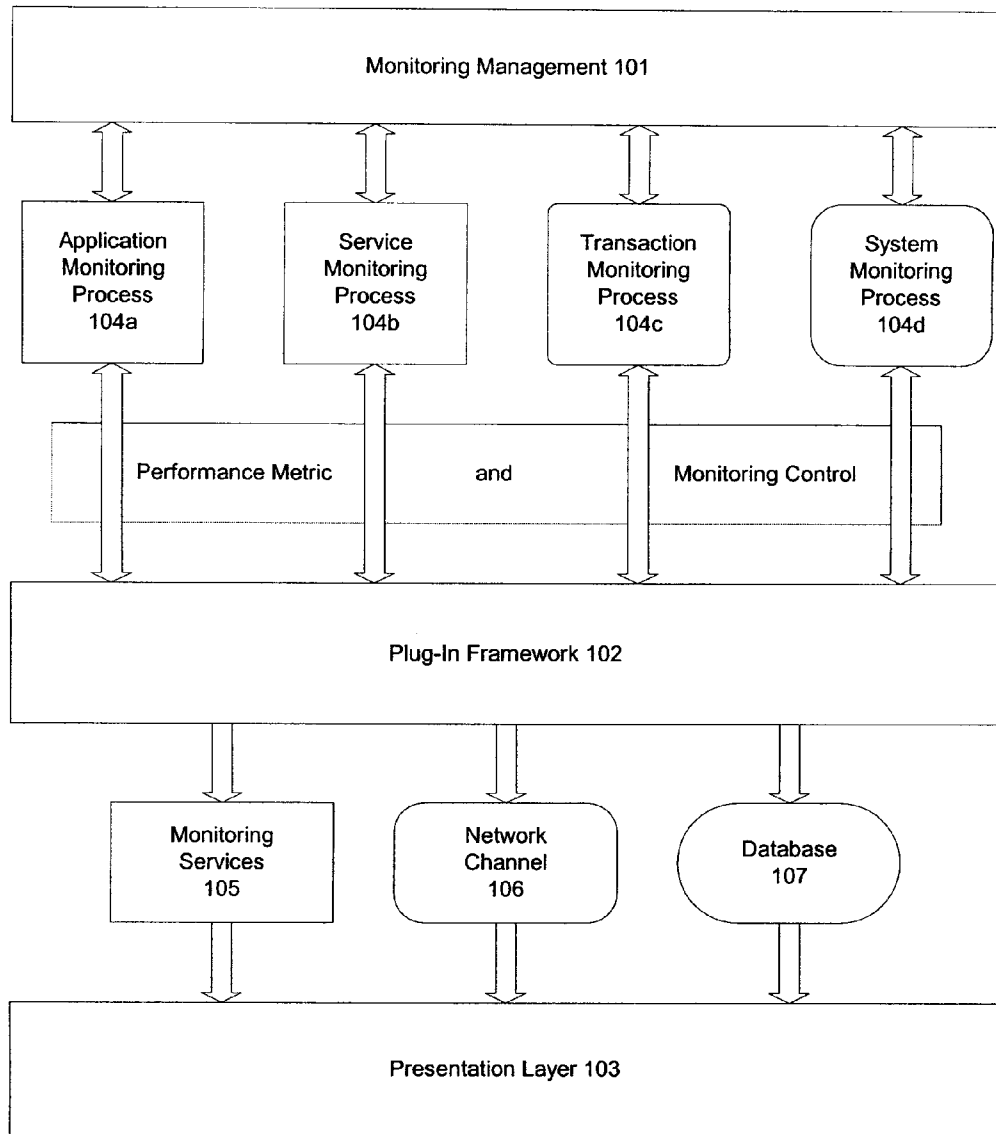 Monitoring Management 101
Application
Monitoring
Process
104a
Service
Monitoring
Process
104b
Transaction
Monitoring
Process
104c
System
Monitoring
Process
104d
Performance Metric and Monitoring Control
Plug-In Framework 102
Monitoring
Services
105
Network
Channel
106
Database
107
Presentation Layer 103